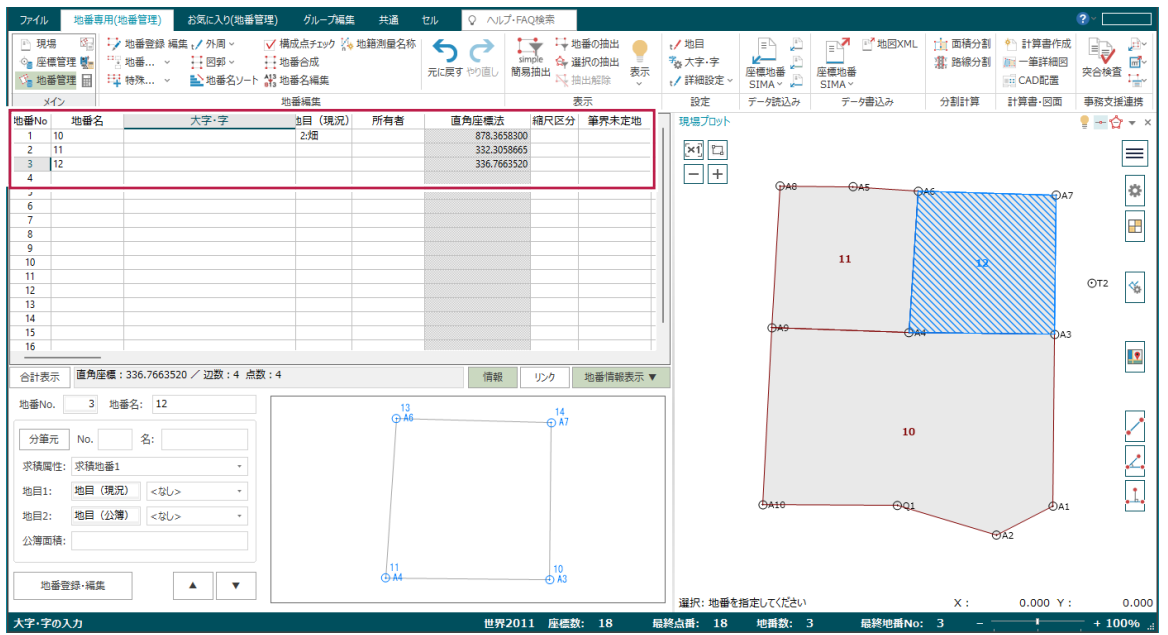 ファイル 地番専用(地番管理) お気に入り(地番管理) グループ編集 共通 セル ヘルプ・FAQ検索 ?
現場 地番登録 編集 外周 構成点チェック 地籍測量名称 地番の抽出 地目 地図XML 面積分割 計算書作成
座標管理 地番... 図郭 地番合成 元に戻す やり直し simple 簡易抽出 選択の抽出 表示 大字・字 座標地番 SIMA 座標地番 SIMA 路線分割 一筆詳細図 突合検査
地番管理 特殊... 地番名ソート 地番名編集 抽出解除 詳細設定 CAD配置
メイン 地番編集 表示 設定 データ読込み データ書込み 分割計算 計算書・図面 事務支援連携
地番No 地番名 大字・字 地目（現況） 所有者 直角座標法 縮尺区分 筆界未定地
1 10 2:畑 878.3658300
2 11 332.3058665
3 12 336.7663520
4
5
6
7
8
9
10
11
12
13
14
15
16
合計表示 直角座標：336.7663520 ／ 辺数：4 点数：4 情報 リンク 地番情報表示 ▼
地番No. 3 地番名: 12
分筆元 No. 名:
求積属性: 求積地番1
地目1: 地目（現況） <なし>
地目2: 地目（公簿） <なし>
公簿面積:
地番登録・編集 ▲ ▼
13
A6
14
A7
11
A4
10
A3
現場プロット
×1
A8 A5 A6 A7
11 12
T2
A9 A4 A3
10
A10 Q1 A1
A2
選択: 地番を指定してください X： 0.000 Y： 0.000
大字・字の入力 世界2011 座標数: 18 最終点番: 18 地番数: 3 最終地番No: 3 − + 100%